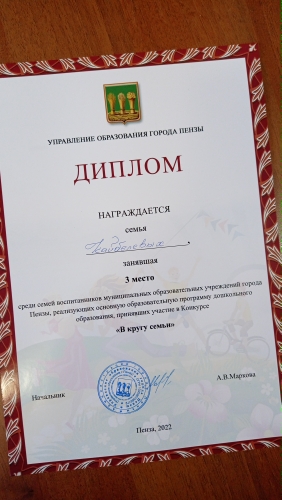 УПРАВЛЕНИЕ ОБРАЗОВАНИЯ ГОРОДА ПЕНЗЫ
ДИПЛОМ
НАГРАЖДАЕТСЯ
семья
занявшая
3 место
среди семей воспитанников муниципальных образовательных учреждений города
Пензы, реализующих основную образовательную программу дошкольного
образования, принявших участие в Конкурсе
«В кругу семьи»
Начальник
А.В.Маркова
Пенза, 2022